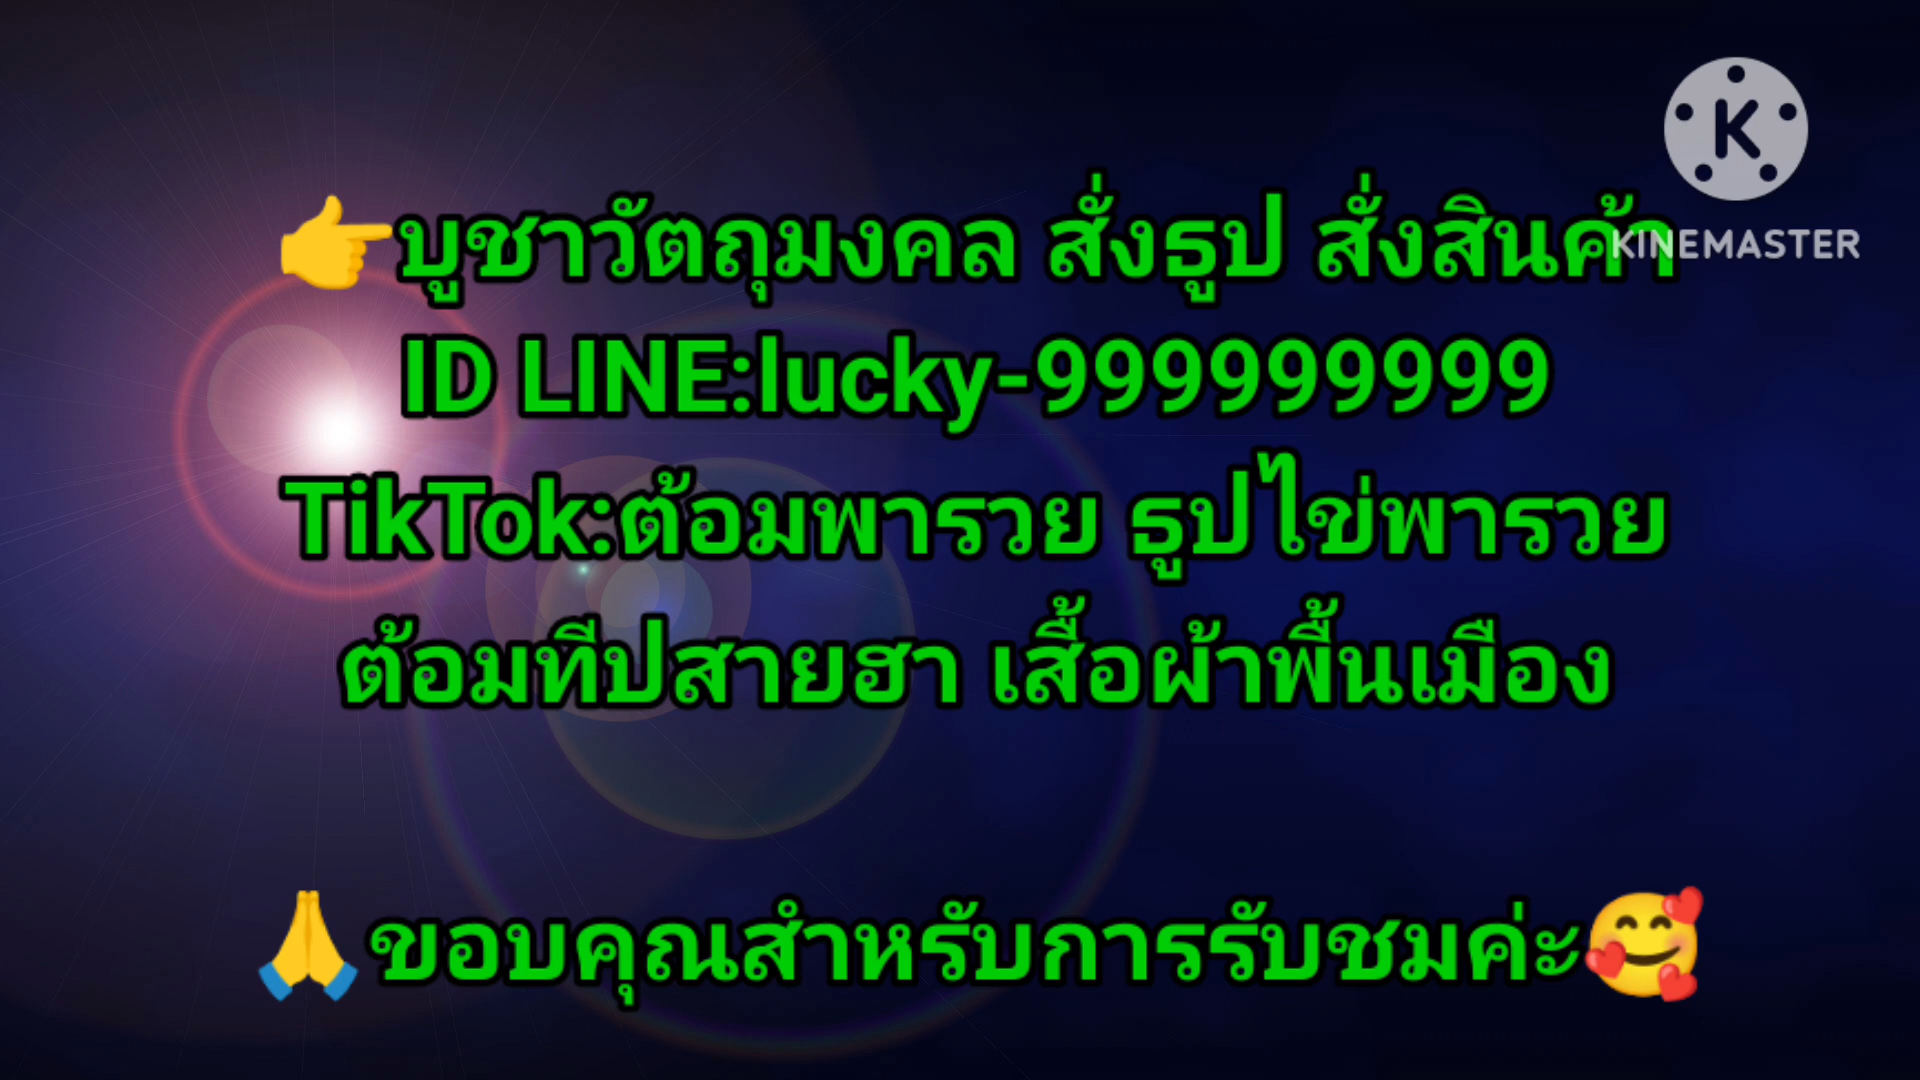 👉บูชาวัตถุมงคล สั่งธูป สั่งสินค้า
ID LINE:lucky-999999999
TikTok:ต้อมพารวย ธูปไข่พารวย
ต้อมทีปสายฮา เสื้อผ้าพื้นเมือง
🙏ขอบคุณสำหรับการรับชมค่ะ🥰
K
KINEMASTER